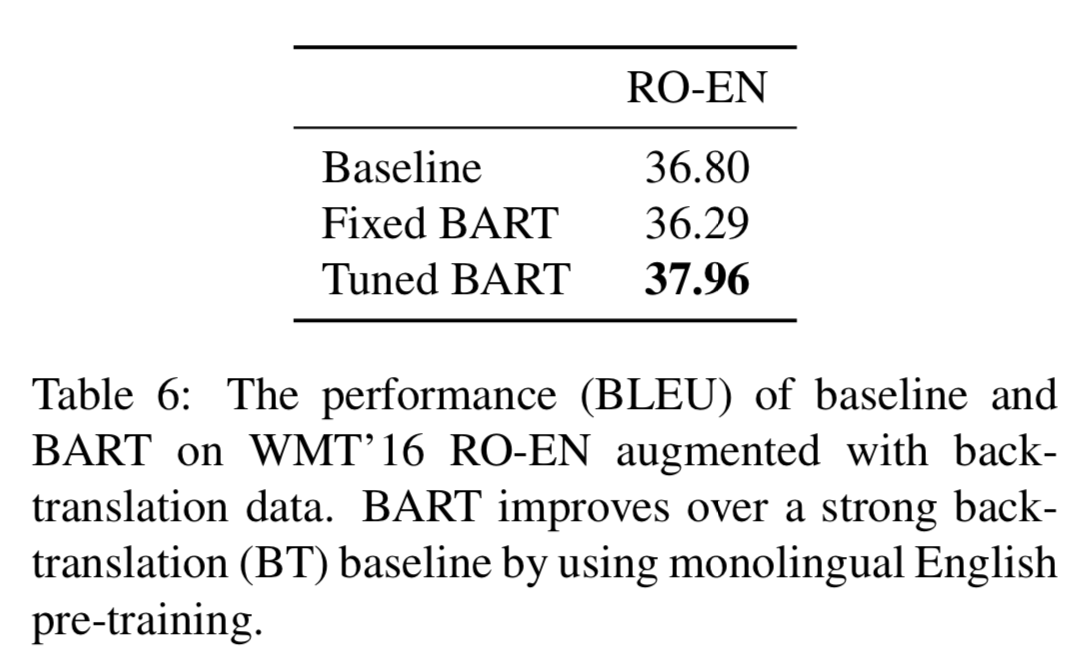 RO-EN
Baseline 36.80
Fixed BART 36.29
Tuned BART 37.96
Table 6: The performance (BLEU) of baseline and
BART on WMT'16 RO-EN augmented with back-
translation data. BART improves over a strong back-
translation (BT) baseline by using monolingual English
pre-training.